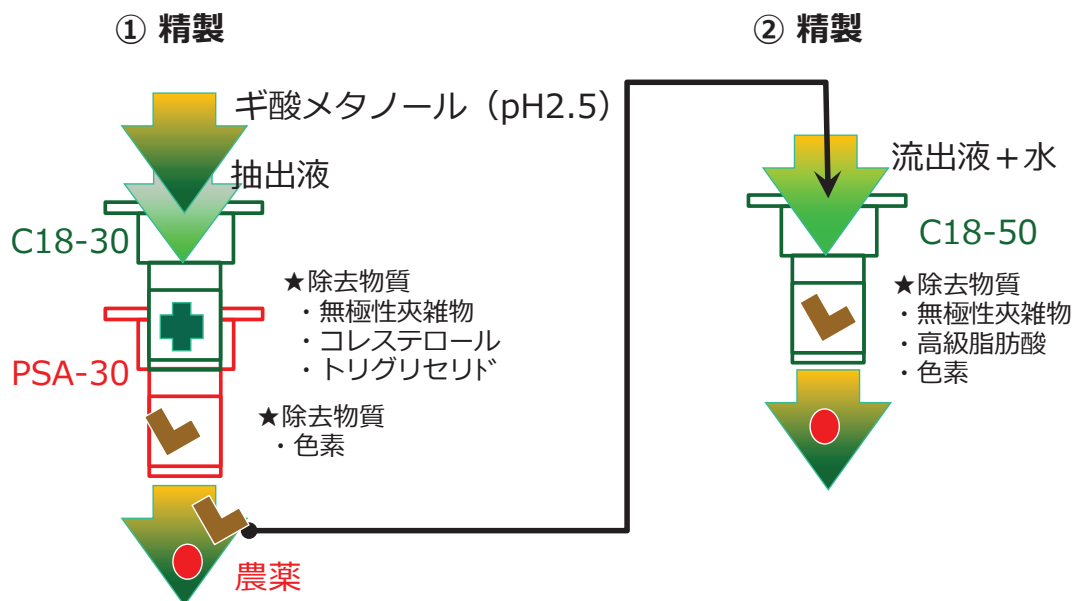 ① 精製
ギ酸メタノール（pH2.5）
抽出液
C18-30
★除去物質
・無極性夾雑物
・コレステロール
・トリグリセリド
PSA-30
★除去物質
・色素
農薬
② 精製
流出液＋水
C18-50
★除去物質
・無極性夾雑物
・高級脂肪酸
・色素